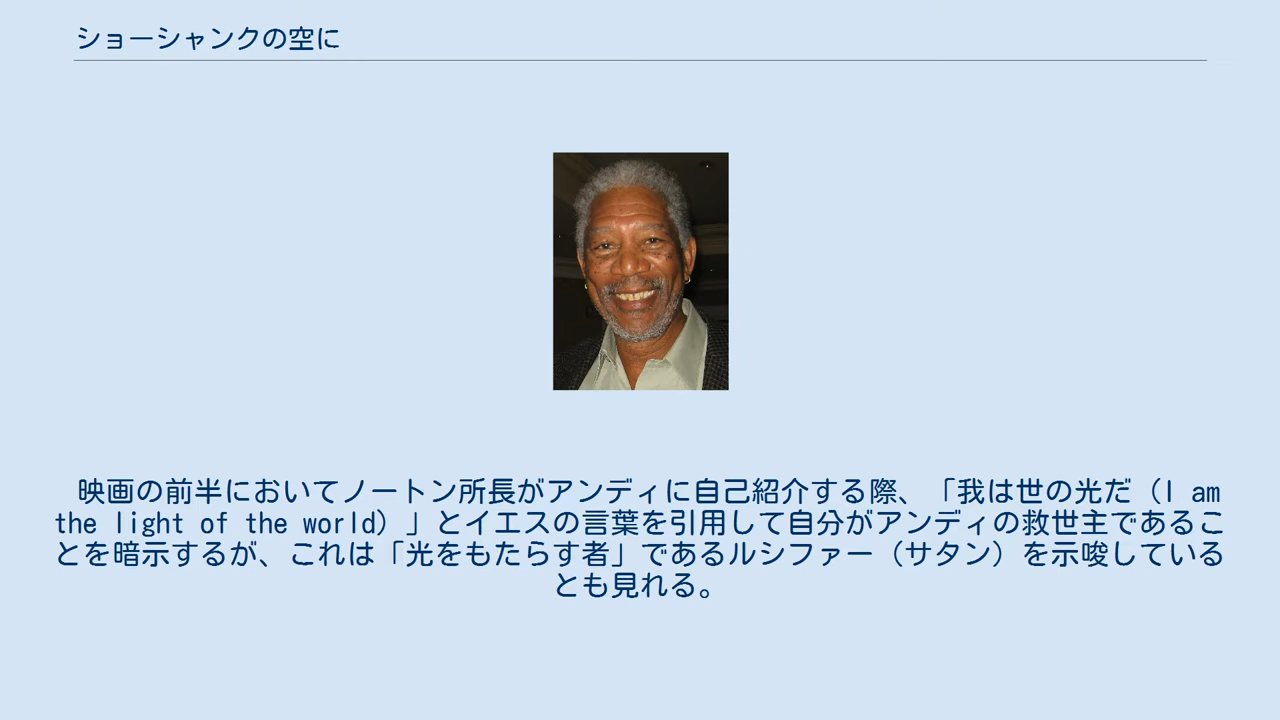 ショーシャンクの空に
映画の前半においてノートン所長がアンディに自己紹介する際、「我は世の光だ（I am
the light of the world）」とイエスの言葉を引用して自分がアンディの救世主であるこ
とを暗示するが、これは「光をもたらす者」であるルシファー（サタン）を示唆している
とも見れる。